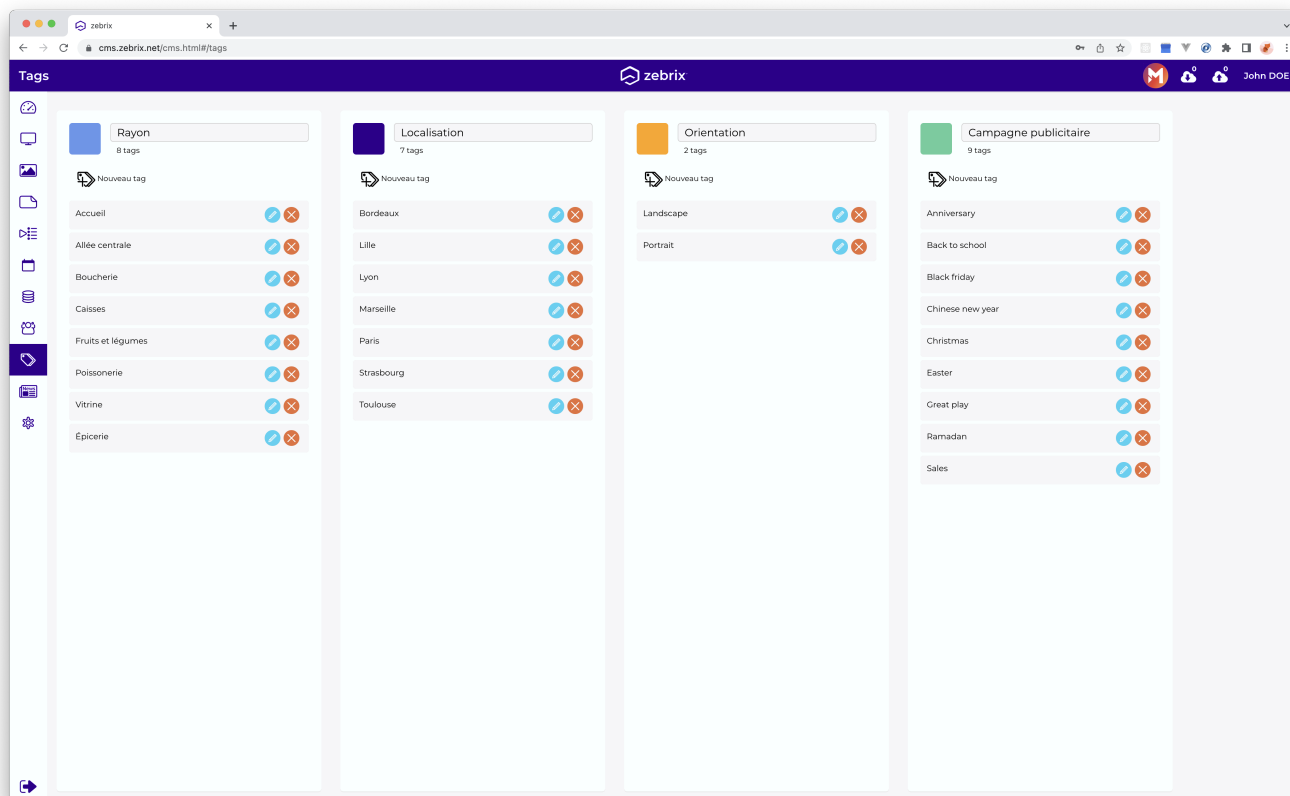 zebrix
cms.zebrix.net/cms.html#/tags
Tags
zebrix
0
0
John DOE
Rayon
8 tags
Nouveau tag
Accueil
Allée centrale
Boucherie
Caisses
Fruits et légumes
Poissonerie
Vitrine
Épicerie
Localisation
7 tags
Nouveau tag
Bordeaux
Lille
Lyon
Marseille
Paris
Strasbourg
Toulouse
Orientation
2 tags
Nouveau tag
Landscape
Portrait
Campagne publicitaire
9 tags
Nouveau tag
Anniversary
Back to school
Black friday
Chinese new year
Christmas
Easter
Great play
Ramadan
Sales
News